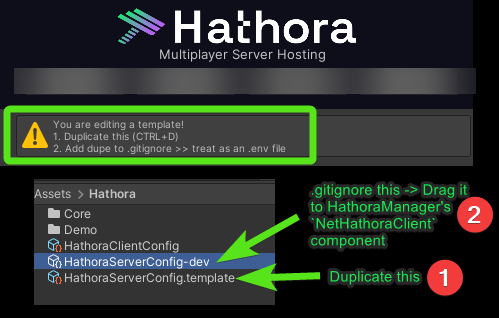 Hathora
Multiplayer Server Hosting
You are editing a template!
1. Duplicate this (CTRL+D)
2. Add dupe to .gitignore >> treat as an .env file
Assets > Hathora
Core
Demo
HathoraClientConfig
HathoraServerConfig-dev
HathoraServerConfig.template
.gitignore this -> Drag it
to HathoraManager's
`NetHathoraClient`
component
2
Duplicate this
1